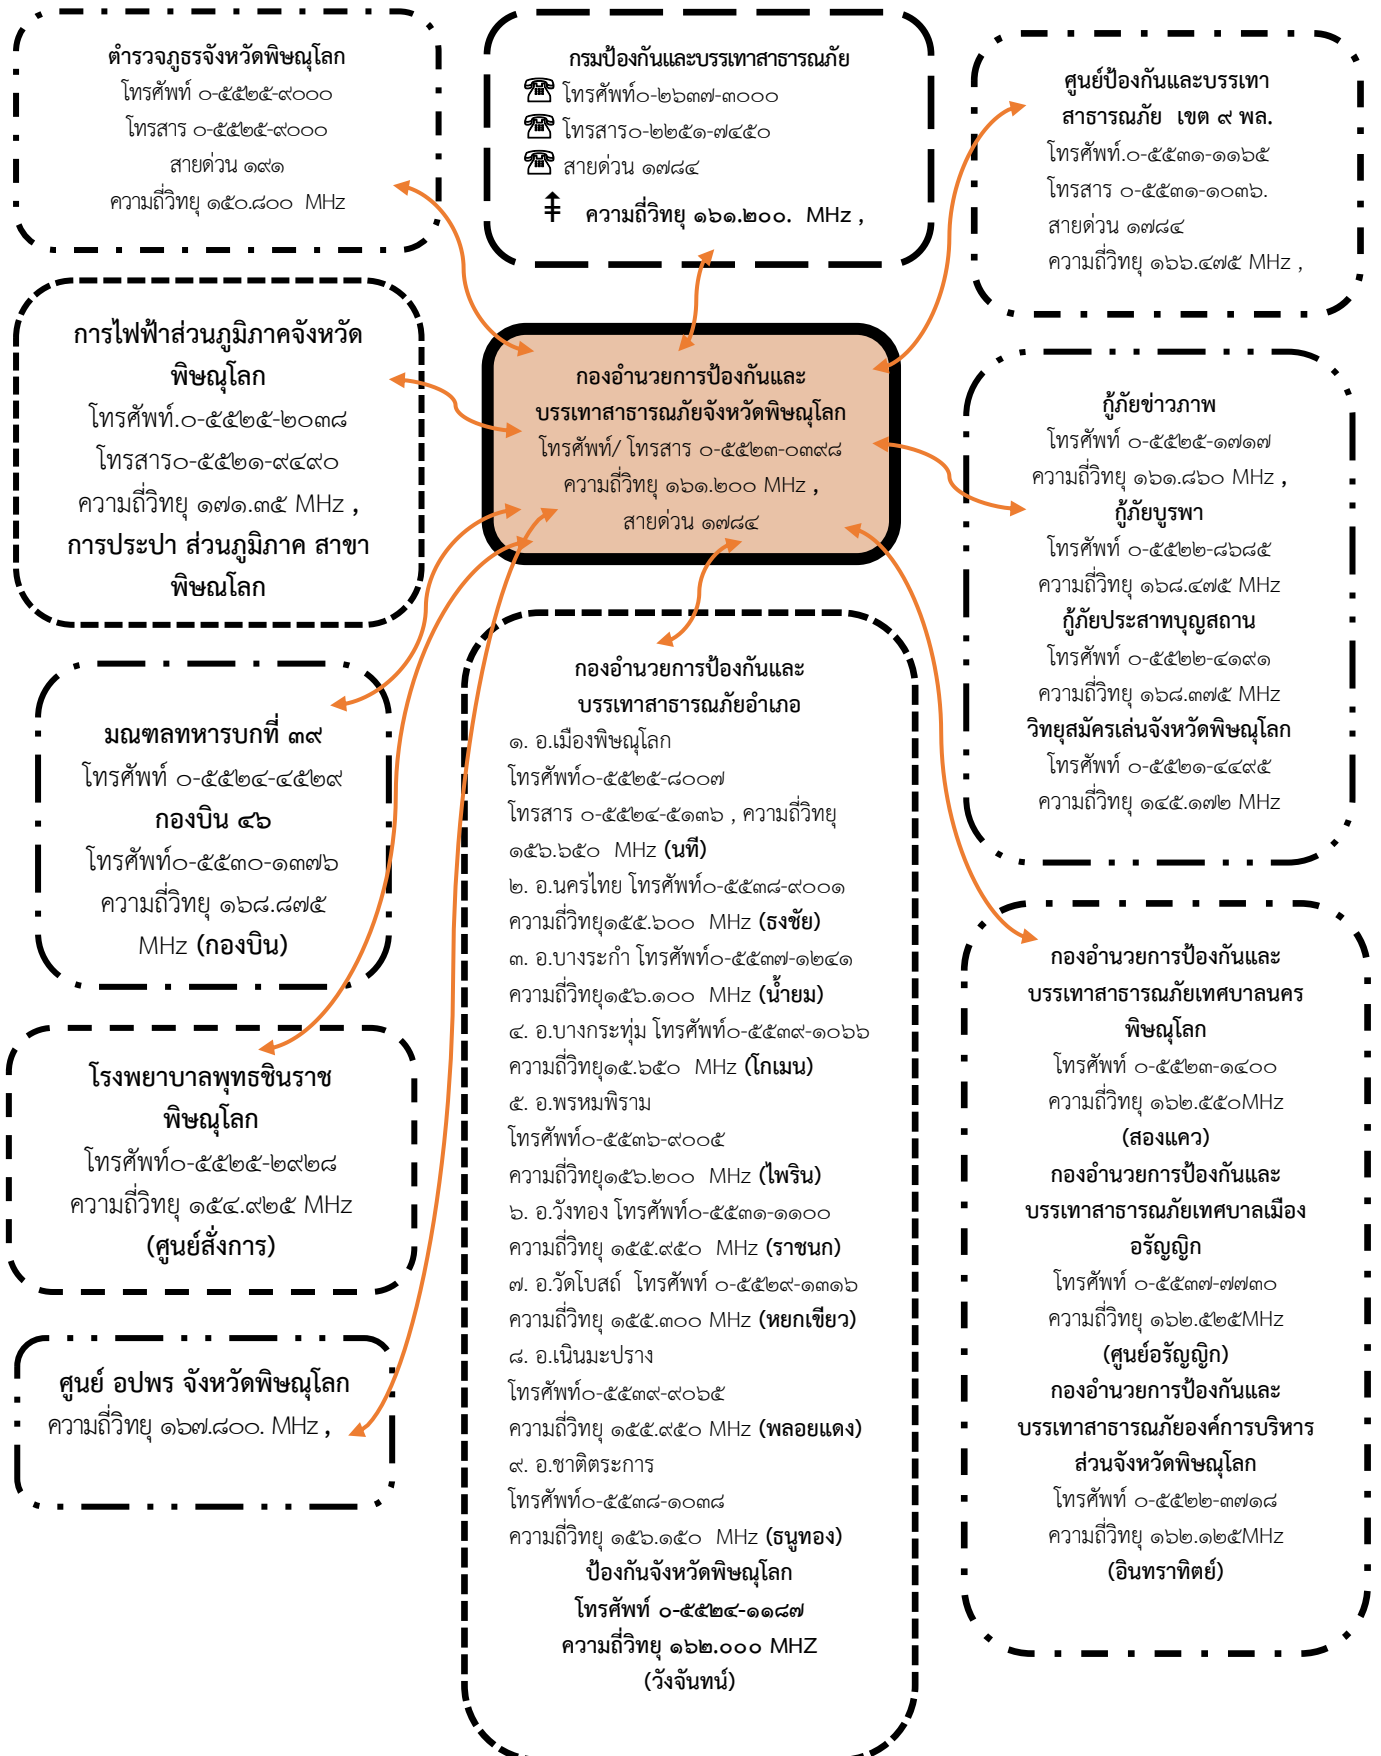 ตำรวจภูธรจังหวัดพิษณุโลก
โทรศัพท์ ๐-๕๕๒๕-๙๐๐๐
โทรสาร ๐-๕๕๒๕-๙๐๐๐
สายด่วน ๑๙๑
ความถี่วิทยุ ๑๕๐.๘๐๐ MHz
กรมป้องกันและบรรเทาสาธารณภัย
โทรศัพท์๐-๒๖๓๗-๓๐๐๐
โทรสาร๐-๒๒๕๑-๗๔๕๐
สายด่วน ๑๗๘๔
ความถี่วิทยุ ๑๖๑.๒๐๐. MHz ,
ศูนย์ป้องกันและบรรเทา
สาธารณภัย เขต ๙ พล.
โทรศัพท์.๐-๕๕๓๑-๑๑๖๕
โทรสาร ๐-๕๕๓๑-๑๐๓๖.
สายด่วน ๑๗๘๔
ความถี่วิทยุ ๑๖๖.๔๗๕ MHz ,
การไฟฟ้าส่วนภูมิภาคจังหวัด
พิษณุโลก
โทรศัพท์.๐-๕๕๒๕-๒๐๓๘
โทรสาร๐-๕๕๒๑-๙๔๙๐
ความถี่วิทยุ ๑๗๑.๓๕ MHz ,
การประปา ส่วนภูมิภาค สาขา
พิษณโลก
กองอำนวยการป้องกันและ
บรรเทาสาธารณภัยจังหวัดพิษณุโลก
โทรศัพท์/ โทรสาร ๐-๕๕๒๓-๐๓๙๘
ความถี่วิทยุ ๑๖๑.๒๐๐ MHz ,
สายด่วน ๑๗๘๔
กู้ภัยข่าวภาพ
โทรศัพท์ ๐-๕๕๒๕-๑๗๑๗
ความถี่วิทยุ ๑๖๑.๘๖๐ MHz ,
กู้ภัยบูรพา
โทรศัพท์ ๐-๕๕๒๒-๘๖๘๕
ความถี่วิทยุ ๑๖๘.๔๗๕ MHz
กู้ภัยประสาทบุญสถาน
โทรศัพท์ ๐-๕๕๒๒-๔๑๙๑
ความถี่วิทยุ ๑๖๘.๓๗๕ MHz
วิทยุสมัครเล่นจังหวัดพิษณุโลก
โทรศัพท์ ๐-๕๕๒๑-๔๔๙๕
ความถี่วิทยุ ๑๔๕.๑๗๒ MHz
มณฑลทหารบกที่ ๓๙
โทรศัพท์ ๐-๕๕๒๔-๔๕๒๙
กองบิน ๔๖
โทรศัพท์๐-๕๕๓๐-๑๓๗๖
ความถี่วิทยุ ๑๖๘.๘๗๕
MHz (กองบิน)
โรงพยาบาลพุทธชินราช
พิษณุโลก
โทรศัพท์๐-๕๕๒๕-๒๙๒๘
ความถี่วิทยุ ๑๕๔.๙๒๕ MHz
(ศูนย์สั่งการ)
ศูนย์ อปพร จังหวัดพิษณุโลก
ความถี่วิทยุ ๑๖๗.๘๐๐. MHz ,
กองอำนวยการป้องกันและ
บรรเทาสาธารณภัยอำเภอ
๑. อ.เมืองพิษณุโลก
โทรศัพท์๐-๕๕๒๕-๘๐๐๗
โทรสาร ๐-๕๕๒๔-๕๑๓๖ , ความถี่วิทยุ
๑๕๖.๖๕๐ MHz (นที)
๒. อ.นครไทย โทรศัพท์๐-๕๕๓๘-๙๐๐๑
ความถี่วิทยุ๑๕๕.๖๐๐ MHz (ธงชัย)
๓. อ.บางระกำ โทรศัพท์๐-๕๕๓๗-๑๒๔๑
ความถี่วิทยุ๑๕๖.๑๐๐ MHz (น้ำยม)
๔. อ.บางกระทุ่ม โทรศัพท์๐-๕๕๓๙-๑๐๖๖
ความถี่วิทยุ๑๕.๖๕๐ MHz (โกเมน)
๕. อ.พรหมพิราม
โทรศัพท์๐-๕๕๓๖-๙๐๐๕
ความถี่วิทยุ๑๕๖.๒๐๐ MHz (ไพริน)
๖. อ.วังทอง โทรศัพท์๐-๕๕๓๑-๑๑๐๐
ความถี่วิทยุ ๑๕๕.๙๕๐ MHz (ราชนก)
๗. อ.วัดโบสถ์ โทรศัพท์ ๐-๕๕๒๙-๑๓๑๖
ความถี่วิทยุ ๑๕๕.๓๐๐ MHz (หยกเขียว)
๘. อ.เนินมะปราง
โทรศัพท์๐-๕๕๓๙-๙๐๖๕
ความถี่วิทยุ ๑๕๕.๙๕๐ MHz (พลอยแดง)
๙. อ.ชาติตระการ
โทรศัพท์๐-๕๕๓๘-๑๐๓๘
ความถี่วิทยุ ๑๕๖.๑๕๐ MHz (ธนูทอง)
ป้องกันจังหวัดพิษณุโลก
โทรศัพท์ ๐-๕๕๒๔-๑๑๘๗
ความถี่วิทยุ ๑๖๒.๐๐๐ MHZ
(วังจันทน์)
กองอำนวยการป้องกันและ
บรรเทาสาธารณภัยเทศบาลนคร
พิษณุโลก
โทรศัพท์ ๐-๕๕๒๓-๑๔๐๐
ความถี่วิทยุ ๑๖๒.๕๕๐MHz
(สองแคว)
กองอำนวยการป้องกันและ
บรรเทาสาธารณภัยเทศบาลเมือง
อรัญญิก
โทรศัพท์ ๐-๕๕๓๗-๗๗๓๐
ความถี่วิทยุ ๑๖๒.๕๒๕MHz
(ศูนย์อรัญญิก)
กองอำนวยการป้องกันและ
บรรเทาสาธารณภัยองค์การบริหาร
ส่วนจังหวัดพิษณุโลก
โทรศัพท์ ๐-๕๕๒๒-๓๗๑๘
ความถี่วิทยุ ๑๖๒.๑๒๕MHz
(อินทราทิตย์)